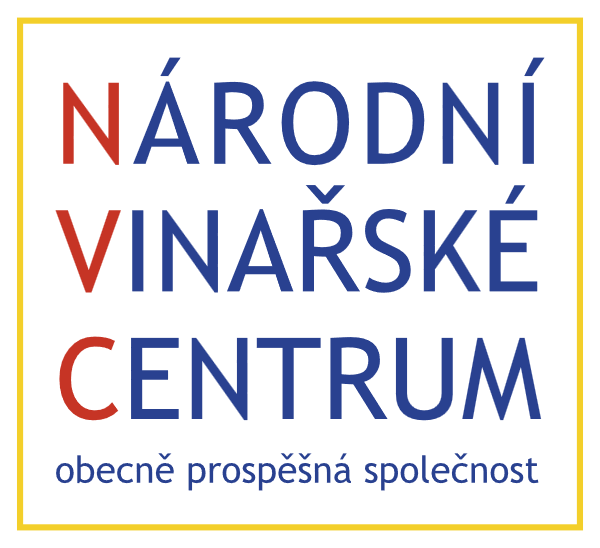 NÁRODNÍ
VINAŘSKÉ
CENTRUM
obecně prospěšná společnost